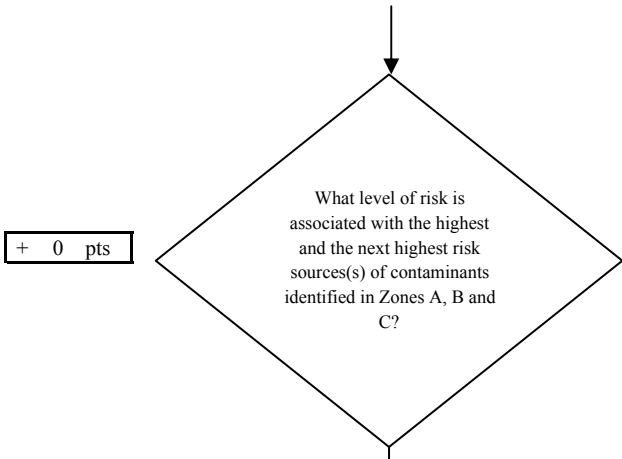 What level of risk is
associated with the highest
and the next highest risk
sources(s) of contaminants
identified in Zones A, B and
C?
+ 0 pts